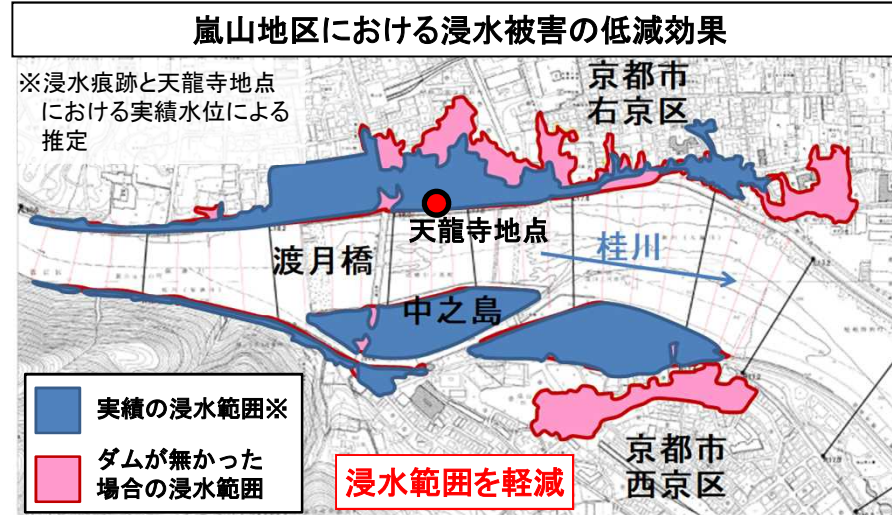 嵐山地区における浸水被害の低減効果
※浸水痕跡と天龍寺地点
における実績水位による
推定
京都市
右京区
天龍寺地点
渡月橋
桂川
中之島
実績の浸水範囲※
ダムが無かった
場合の浸水範囲
浸水範囲を軽減
京都市
西京区